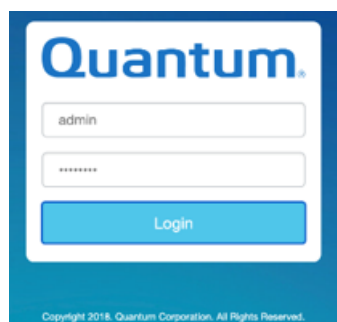 Quantum®
admin
••••••••
Login
Copyright 2018. Quantum Corporation. All Rights Reserved.